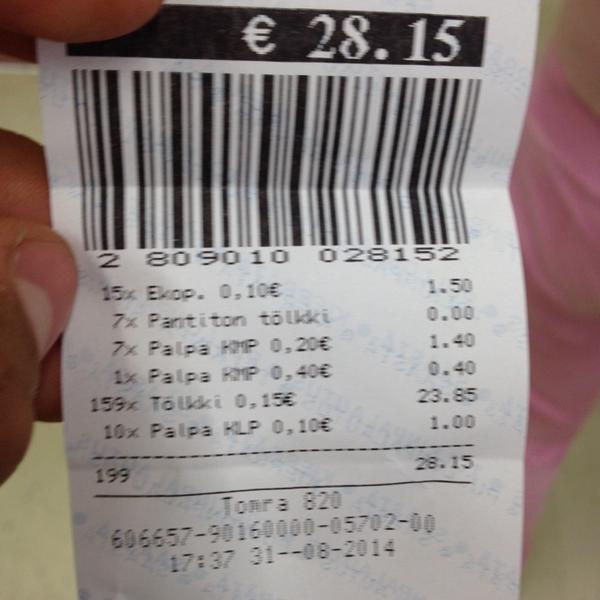 € 28.15
2 809010 028152
15x Ekop. 0,10€ 1.50
7x Pantiton tölkki 0.00
7x Palpa KMP 0,20€ 1.40
1x Palpa KMP 0,40€ 0.40
159x Tölkki 0,15€ 23.85
10x Palpa KLP 0,10€ 1.00
199 28.15
Tomra 820
606657-90160000-05702-00
17:37 31--08-2014